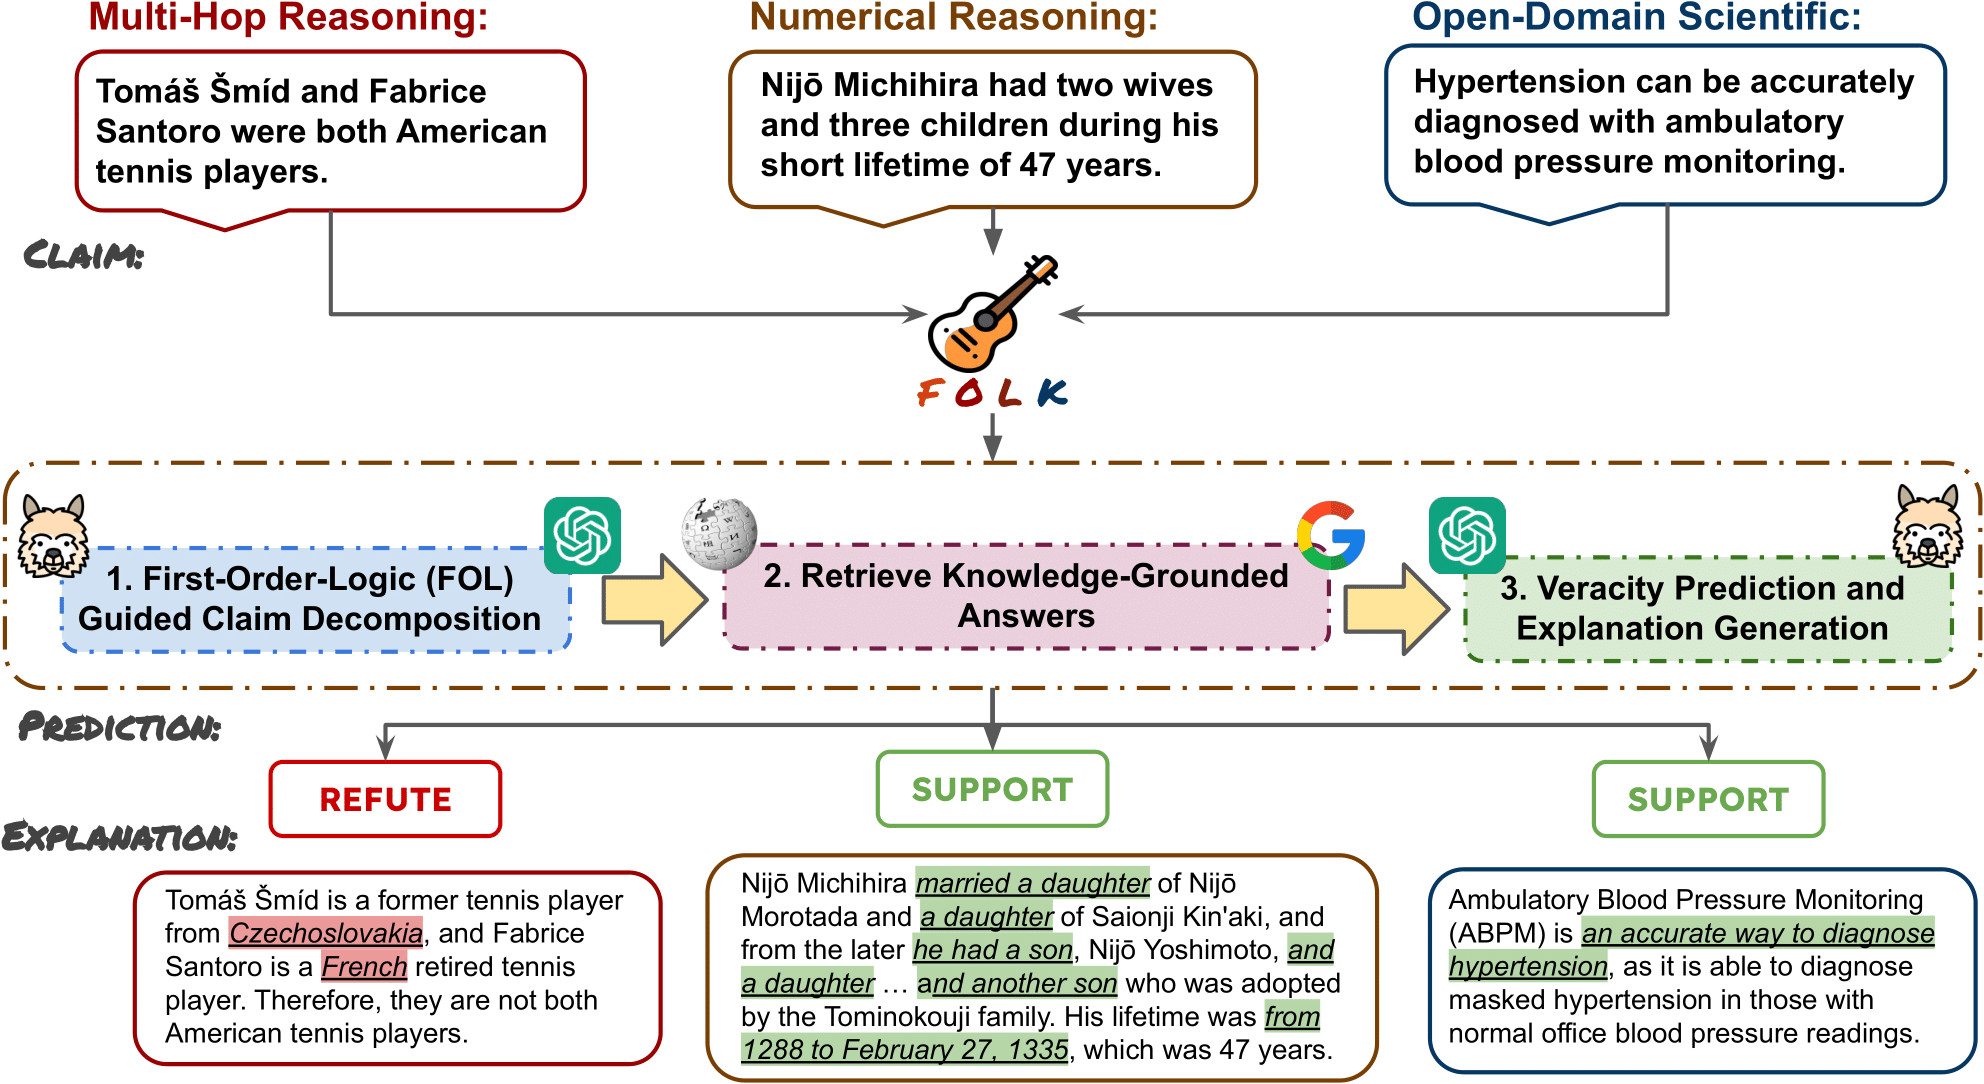 Multi-Hop Reasoning:
Tomáš Šmíd and Fabrice
Santoro were both American
tennis players.
Numerical Reasoning:
Nijō Michihira had two wives
and three children during his
short lifetime of 47 years.
Open-Domain Scientific:
Hypertension can be accurately
diagnosed with ambulatory
blood pressure monitoring.
CLAIM:
FOLK
1. First-Order-Logic (FOL)
Guided Claim Decomposition
2. Retrieve Knowledge-Grounded
Answers
3. Veracity Prediction and
Explanation Generation
PREDICTION:
REFUTE
SUPPORT
SUPPORT
EXPLANATION:
Tomáš Šmíd is a former tennis player
from Czechoslovakia, and Fabrice
Santoro is a French retired tennis
player. Therefore, they are not both
American tennis players.
Nijō Michihira married a daughter of Nijō
Morotada and a daughter of Saionji Kin'aki, and
from the later he had a son, Nijō Yoshimoto, and
a daughter … and another son who was adopted
by the Tominokouji family. His lifetime was from
1288 to February 27, 1335, which was 47 years.
Ambulatory Blood Pressure Monitoring
(ABPM) is an accurate way to diagnose
hypertension, as it is able to diagnose
masked hypertension in those with
normal office blood pressure readings.